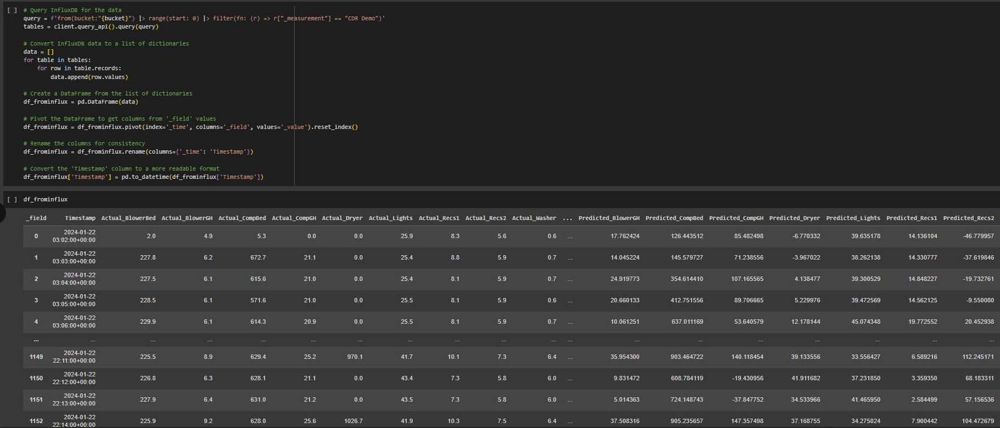 [ ] # Query InfluxDB for the data
query = f'from(bucket:"{bucket}") |> range(start: 0) |> filter(fn: (r) => r["_measurement"] == "CDR Demo")'
tables = client.query_api().query(query)
# Convert InfluxDB data to a list of dictionaries
data = []
for table in tables:
for row in table.records:
data.append(row.values)
# Create a DataFrame from the list of dictionaries
df_frominflux = pd.DataFrame(data)
# Pivot the DataFrame to get columns from '_field' values
df_frominflux = df_frominflux.pivot(index='_time', columns='_field', values='_value').reset_index()
# Rename the columns for consistency
df_frominflux = df_frominflux.rename(columns={'_time': 'Timestamp'})
# Convert the 'Timestamp' column to a more readable format
df_frominflux['Timestamp'] = pd.to_datetime(df_frominflux['Timestamp'])
[ ] df_frominflux
_field Timestamp Actual_BlowerBed Actual_BlowerGH Actual_CompBed Actual_CompGH Actual_Dryer Actual_Lights Actual_Recs1 Actual_Recs2 Actual_Washer ... Predicted_BlowerGH Predicted_CompBed Predicted_CompGH Predicted_Dryer Predicted_Lights Predicted_Recs1 Predicted_Recs2
0 2024-01-22 03:02:00+00:00 2.0 4.9 5.3 0.0 0.0 25.9 8.3 5.6 0.6 ... 17.762424 126.443512 85.482498 -6.770332 39.635178 14.136104 -46.779957
1 2024-01-22 03:03:00+00:00 227.8 6.2 672.7 21.1 0.0 25.4 8.8 5.9 0.7 ... 14.045224 145.579727 71.238556 -3.967022 38.262138 14.330777 -37.619846
2 2024-01-22 03:04:00+00:00 227.5 6.1 615.6 21.0 0.0 25.4 8.1 5.9 0.7 ... 24.919773 354.614410 107.165565 4.138477 39.300529 14.848227 -19.732761
3 2024-01-22 03:05:00+00:00 228.5 6.1 571.6 21.0 0.0 25.5 8.1 5.9 0.6 ... 20.660133 412.751556 89.706665 5.229976 39.472569 14.562125 -9.550080
4 2024-01-22 03:06:00+00:00 229.9 6.1 614.3 20.9 0.0 25.5 8.1 5.9 0.7 ... 10.061251 637.011169 53.640579 12.178144 45.074348 19.772552 20.452938
... ... ... ... ... ... ... ... ... ... ... ... ... ... ... ... ... ... ...
1149 2024-01-22 22:11:00+00:00 225.5 8.9 629.4 25.2 970.1 41.7 10.1 7.3 6.4 ... 35.954300 903.464722 140.118454 39.133556 33.556427 6.589216 112.245171
1150 2024-01-22 22:12:00+00:00 226.8 6.3 628.1 21.1 0.0 43.4 7.3 5.8 6.0 ... 9.831472 608.784119 -19.430956 41.911682 37.231850 3.359350 68.183311
1151 2024-01-22 22:13:00+00:00 227.9 6.4 631.0 21.2 0.0 43.5 7.3 5.8 6.0 ... 5.014363 724.148743 -37.847752 34.533966 41.465950 2.584499 57.156536
1152 2024-01-22 22:14:00+00:00 225.9 9.2 628.0 25.6 1026.7 41.9 10.3 7.5 6.4 ... 37.508316 905.235657 147.357498 37.168755 34.275024 7.900442 104.472679